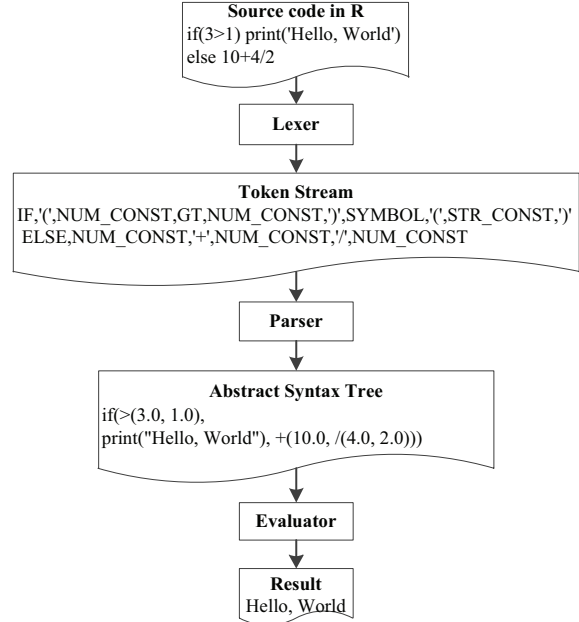 Source code in R
if(3>1) print('Hello, World')
else 10+4/2
Lexer
Token Stream
IF,'(',NUM_CONST,GT,NUM_CONST,')',SYMBOL,'(',STR_CONST,')'
ELSE,NUM_CONST,'+',NUM_CONST,'/',NUM_CONST
Parser
Abstract Syntax Tree
if(>(3.0, 1.0),
print("Hello, World"), +(10.0, /(4.0, 2.0)))
Evaluator
Result
Hello, World